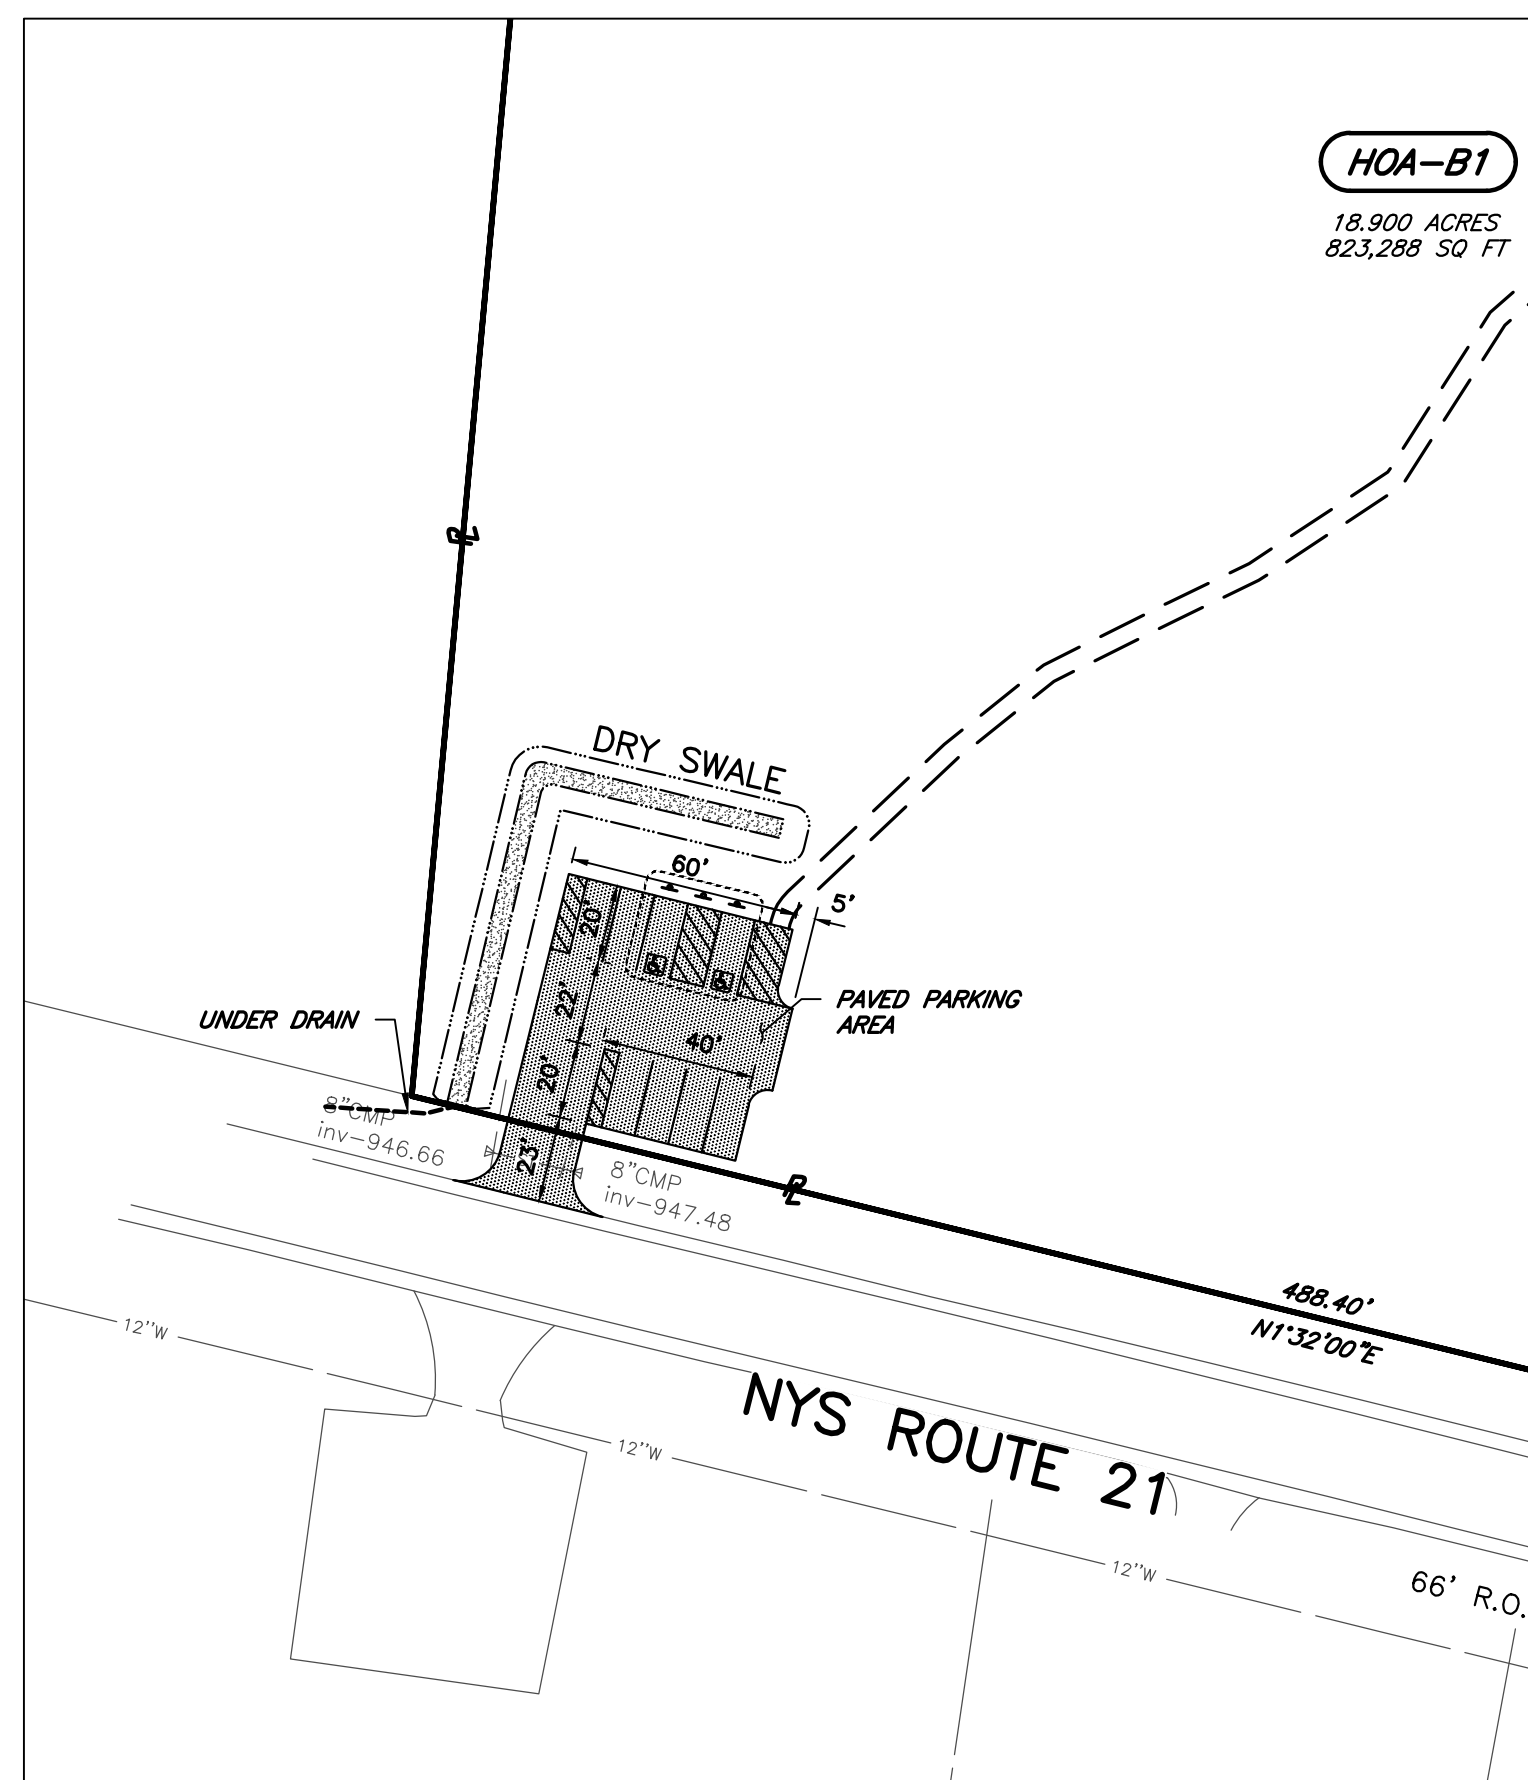 HOA-B1
18.900 ACRES
823,288 SQ FT
PL
DRY SWALE
60'
5'
20'
22'
PAVED PARKING
AREA
UNDER DRAIN
40'
20'
8"CMP
inv-946.66
23'
8"CMP
inv-947.48
PL
488.40'
N1°32'00"E
12"W
NYS ROUTE 21
12"W
12"W
66' R.O.